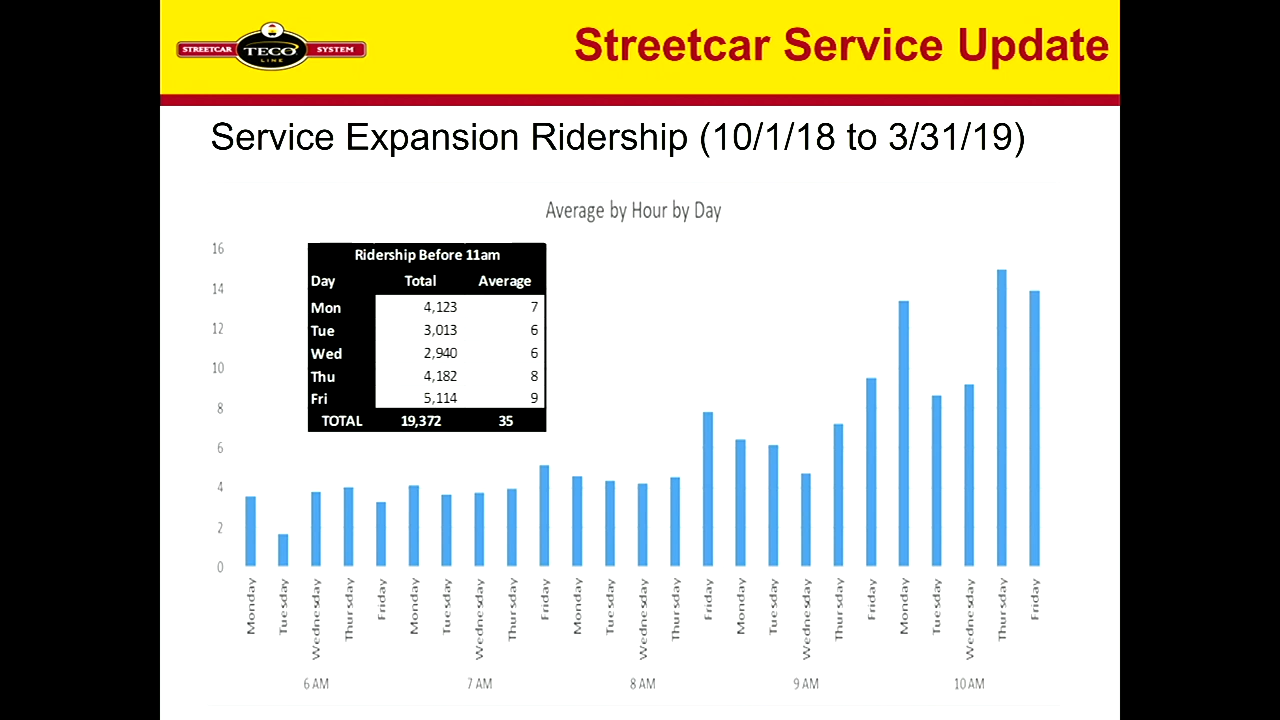 STREETCAR TECO SYSTEM
LINE
Streetcar Service Update
Service Expansion Ridership (10/1/18 to 3/31/19)
Average by Hour by Day
Ridership Before 11am
Day Total Average
Mon 4,123 7
Tue 3,013 6
Wed 2,940 6
Thu 4,182 8
Fri 5,114 9
TOTAL 19,372 35
16
14
12
10
8
6
4
2
0
Monday Tuesday Wednesday Thursday Friday Monday Tuesday Wednesday Thursday Friday Monday Tuesday Wednesday Thursday Friday Monday Tuesday Wednesday Thursday Friday Monday Tuesday Wednesday Thursday Friday
6 AM 7 AM 8 AM 9 AM 10 AM